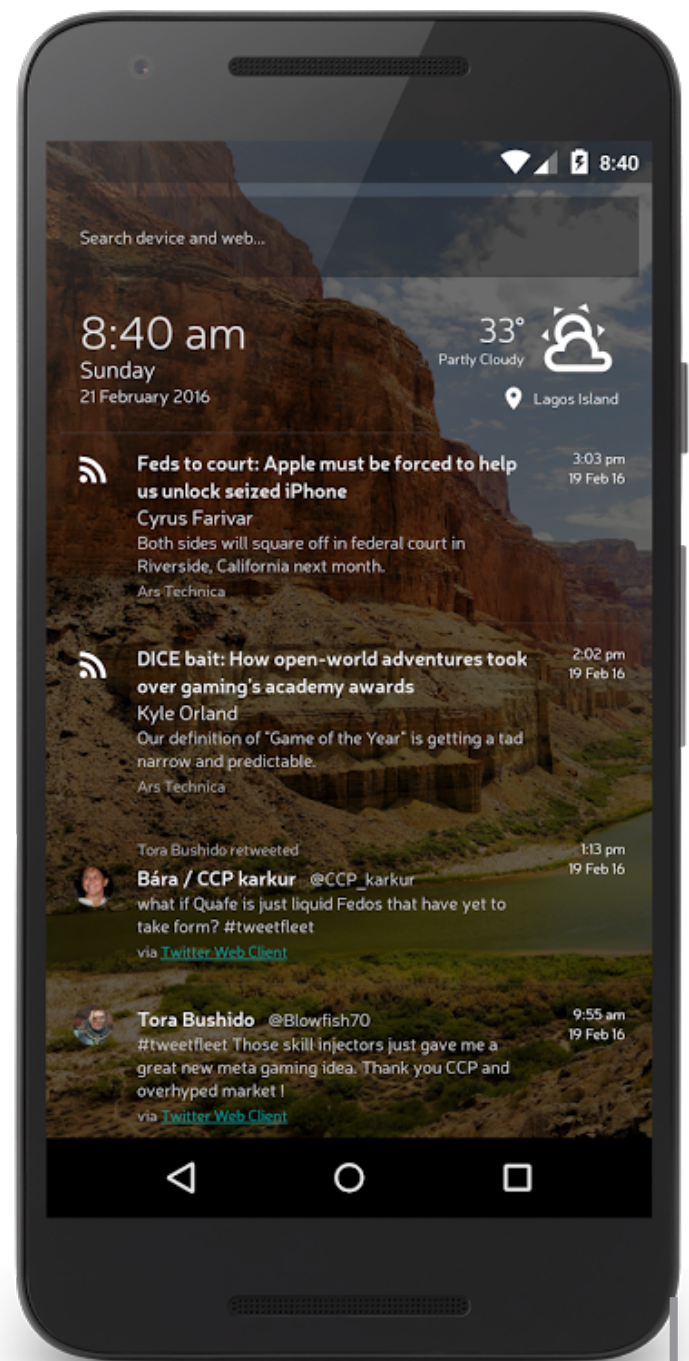 8:40
Search device and web...
8:40 am
Sunday
21 February 2016
33°
Partly Cloudy
Lagos Island
Feds to court: Apple must be forced to help
us unlock seized iPhone
Cyrus Farivar
Both sides will square off in federal court in
Riverside, California next month.
Ars Technica
3:03 pm
19 Feb 16
DICE bait: How open-world adventures took
over gaming's academy awards
Kyle Orland
Our definition of "Game of the Year" is getting a tad
narrow and predictable.
Ars Technica
2:02 pm
19 Feb 16
Tora Bushido retweeted
Bára / CCP karkur @CCP_karkur
what if Quafe is just liquid Fedos that have yet to
take form? #tweetfleet
via Twitter Web Client
1:13 pm
19 Feb 16
Tora Bushido @Blowfish70
#tweetfleet Those skill injectors just gave me a
great new meta gaming idea. Thank you CCP and
overhyped market !
via Twitter Web Client
9:55 am
19 Feb 16